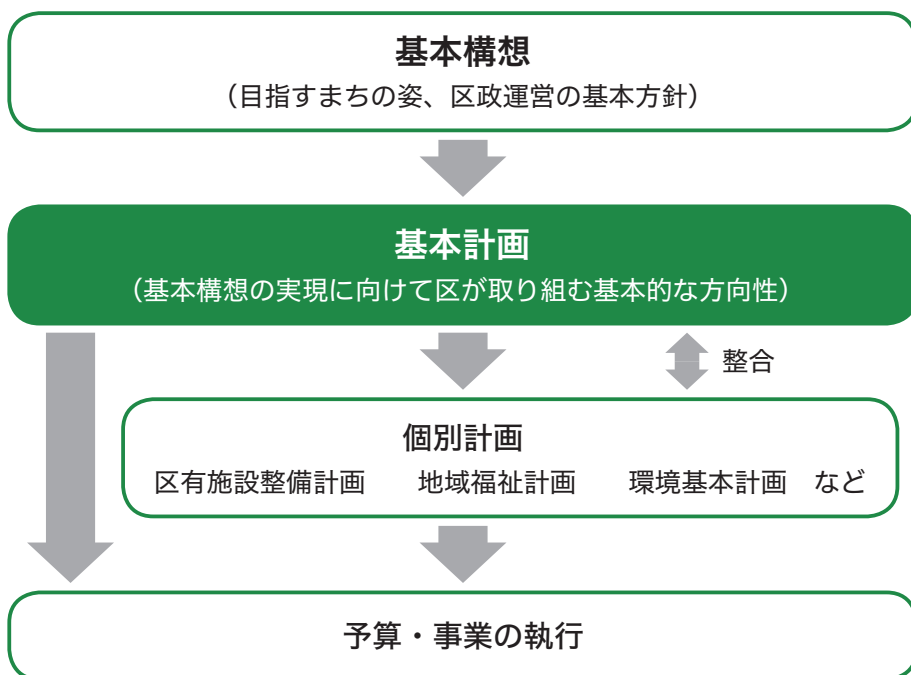 基本構想
（目指すまちの姿、区政運営の基本方針）
基本計画
（基本構想の実現に向けて区が取り組む基本的な方向性）
整合
個別計画
区有施設整備計画　地域福祉計画　環境基本計画　など
予算・事業の執行